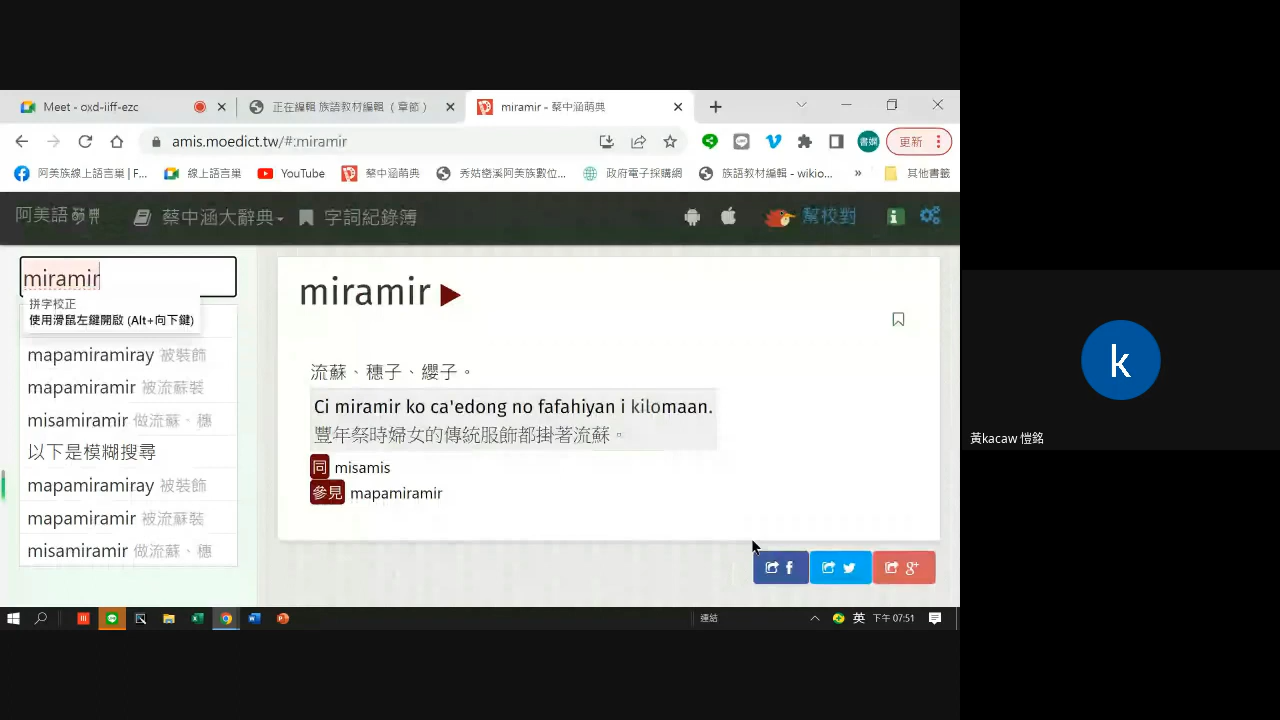 Meet - oxd-iiff-ezc
正在編輯 族語教材編輯 （章節）
miramir - 蔡中涵萌典
amis.moedict.tw/#:miramir
書嫻
更新
阿美族線上語言巢 | F...
線上語言巢
YouTube
蔡中涵萌典
秀姑巒溪阿美族數位...
政府電子採購網
族語教材編輯 - wikio...
»
其他書籤
阿美語萌典
蔡中涵大辭典
字詞紀錄簿
幫校對
miramir
拼字校正
使用滑鼠左鍵開啟 (Alt+向下鍵)
mapamiramiray 被裝飾
mapamiramir 被流蘇裝
misamiramir 做流蘇、穗
以下是模糊搜尋
mapamiramiray 被裝飾
mapamiramir 被流蘇裝
misamiramir 做流蘇、穗
miramir
流蘇、穗子、纓子。
Ci miramir ko ca'edong no fafahiyan i kilomaan.
豐年祭時婦女的傳統服飾都掛著流蘇。
同 misamis
參見 mapamiramir
連結
英
下午 07:51
k
黃kacaw 愷銘